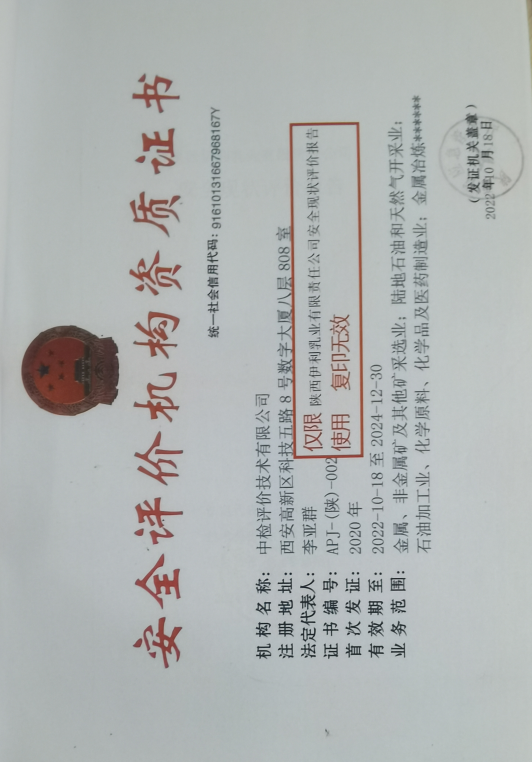 安全评价机构资质证书
统一社会信用代码：91610131667968167Y
机构名称：中检评价技术有限公司
注册地址：西安高新区科技五路8号数字大厦八层808室
法定代表人：李亚群
证书编号：APJ-(陕)-002
首次发证：2020年
有效期至：2022-10-18至2024-12-30
业务范围：金属、非金属矿及其他矿采选业；陆地石油和天然气开采业；
石油加工业、化学原料、化学品及医药制造业；金属冶炼******
仅限 陕西伊利乳业有限责任公司安全现状评价报告
使用 复印无效
（发证机关盖章）
2022年10月18日